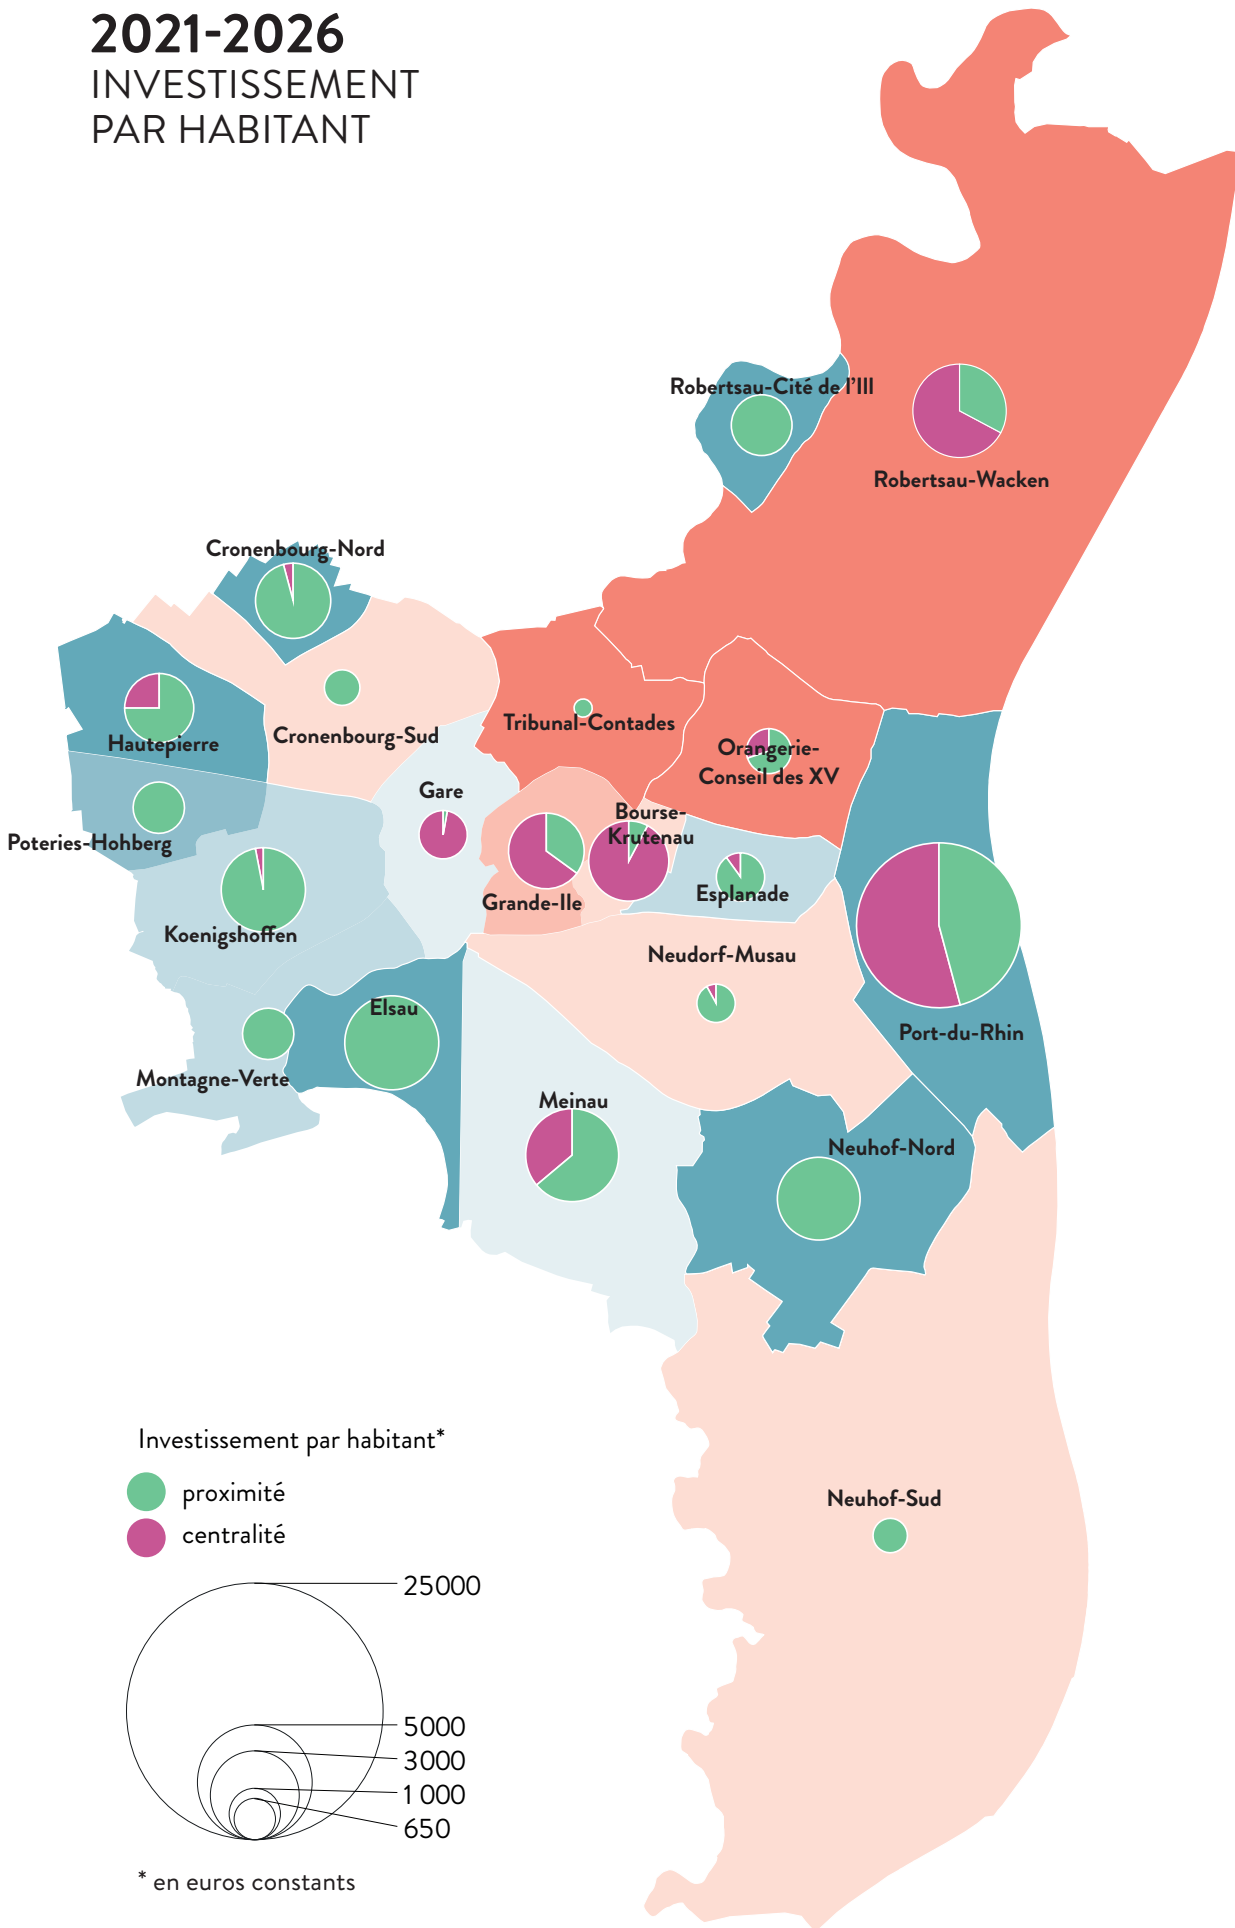 2021-2026
INVESTISSEMENT
PAR HABITANT
Robertsau-Cité de l'Ill
Robertsau-Wacken
Cronenbourg-Nord
Hautepierre
Cronenbourg-Sud
Tribunal-Contades
Orangerie-
Conseil des XV
Gare
Bourse-
Krutenau
Poteries-Hohberg
Grande-Ile
Esplanade
Koenigshoffen
Neudorf-Musau
Elsau
Port-du-Rhin
Montagne-Verte
Meinau
Neuhof-Nord
Neuhof-Sud
Investissement par habitant*
proximité
centralité
25000
5000
3000
1 000
650
* en euros constants